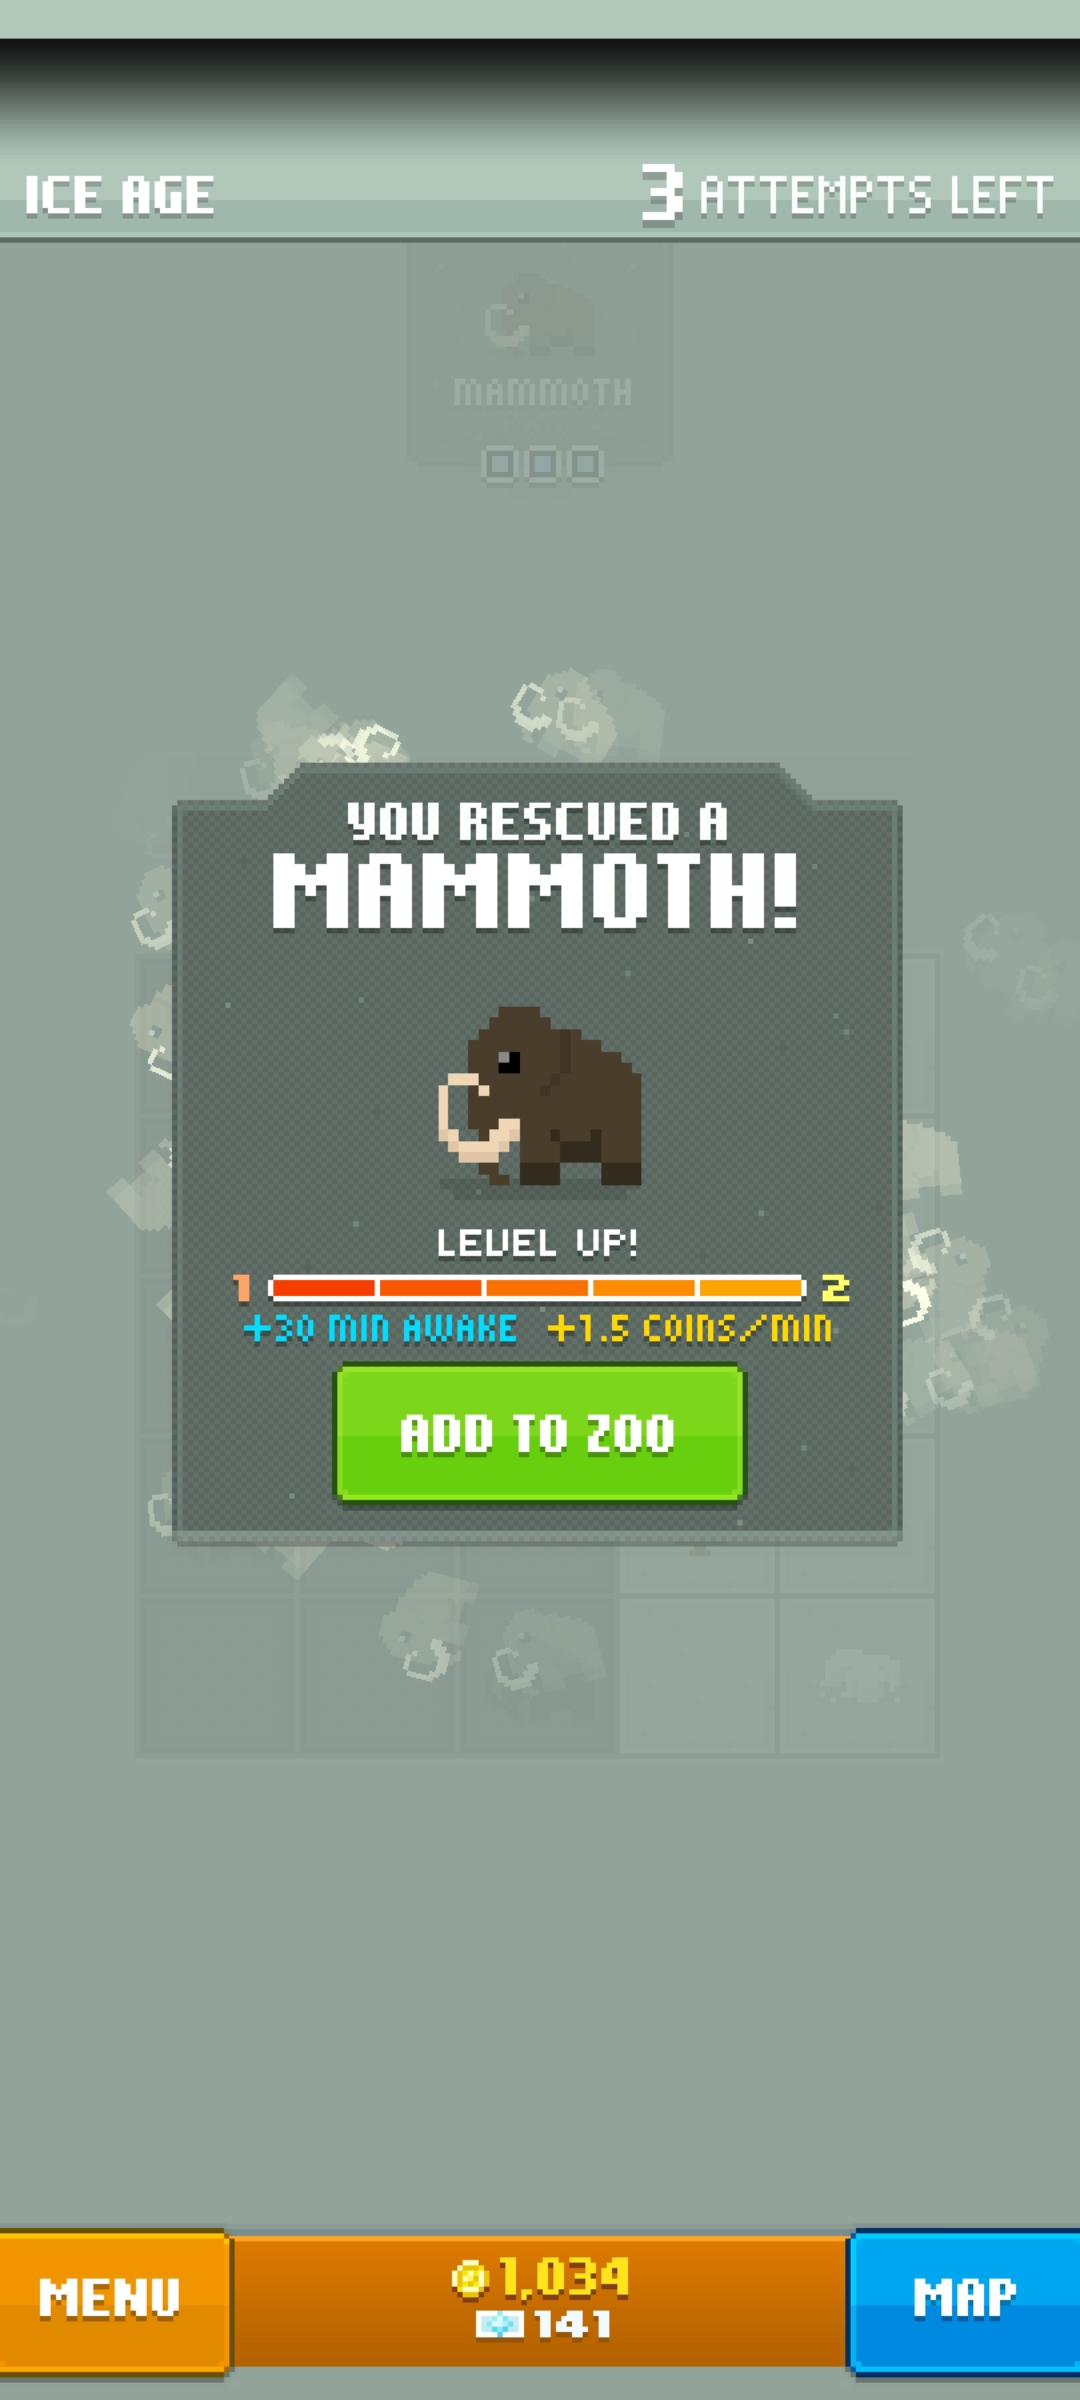 ICE AGE
3 ATTEMPTS LEFT
MAMMOTH
YOU RESCUED A
MAMMOTH!
LEVEL UP!
1 2
+30 MIN AWAKE +1.5 COINS/MIN
ADD TO ZOO
MENU
1,034
141
MAP